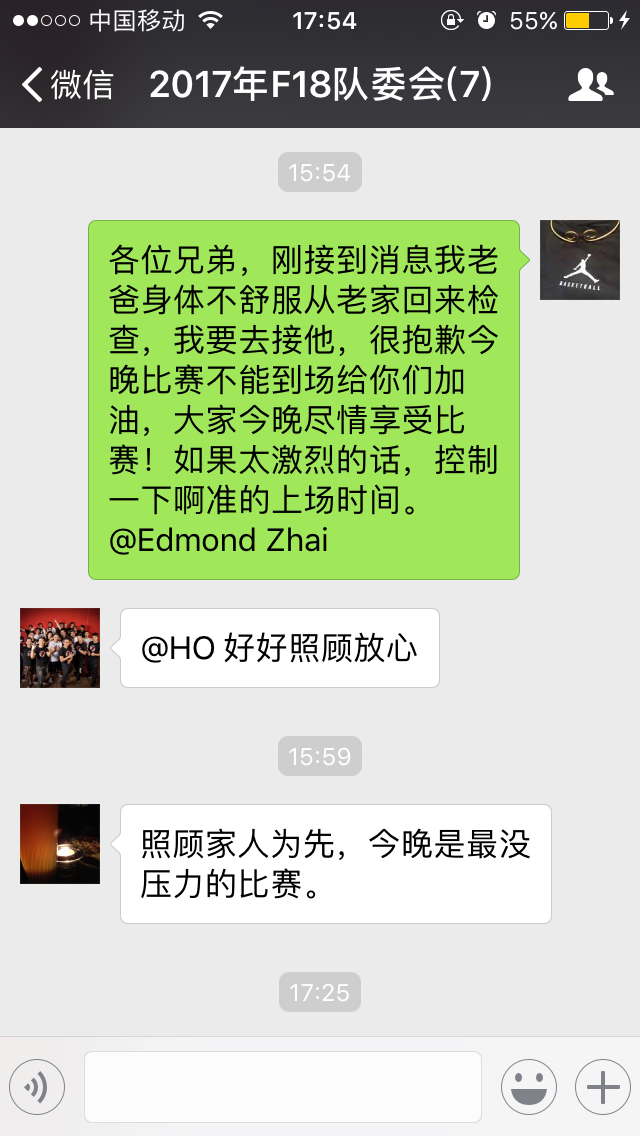 中国移动 17:54 55%
微信 2017年F18队委会(7)
15:54
各位兄弟，刚接到消息我老
爸身体不舒服从老家回来检
查，我要去接他，很抱歉今
晚比赛不能到场给你们加
油，大家今晚尽情享受比
赛！如果太激烈的话，控制
一下啊准的上场时间。
@Edmond Zhai
BASKETBALL
@HO 好好照顾放心
15:59
照顾家人为先，今晚是最没
压力的比赛。
17:25